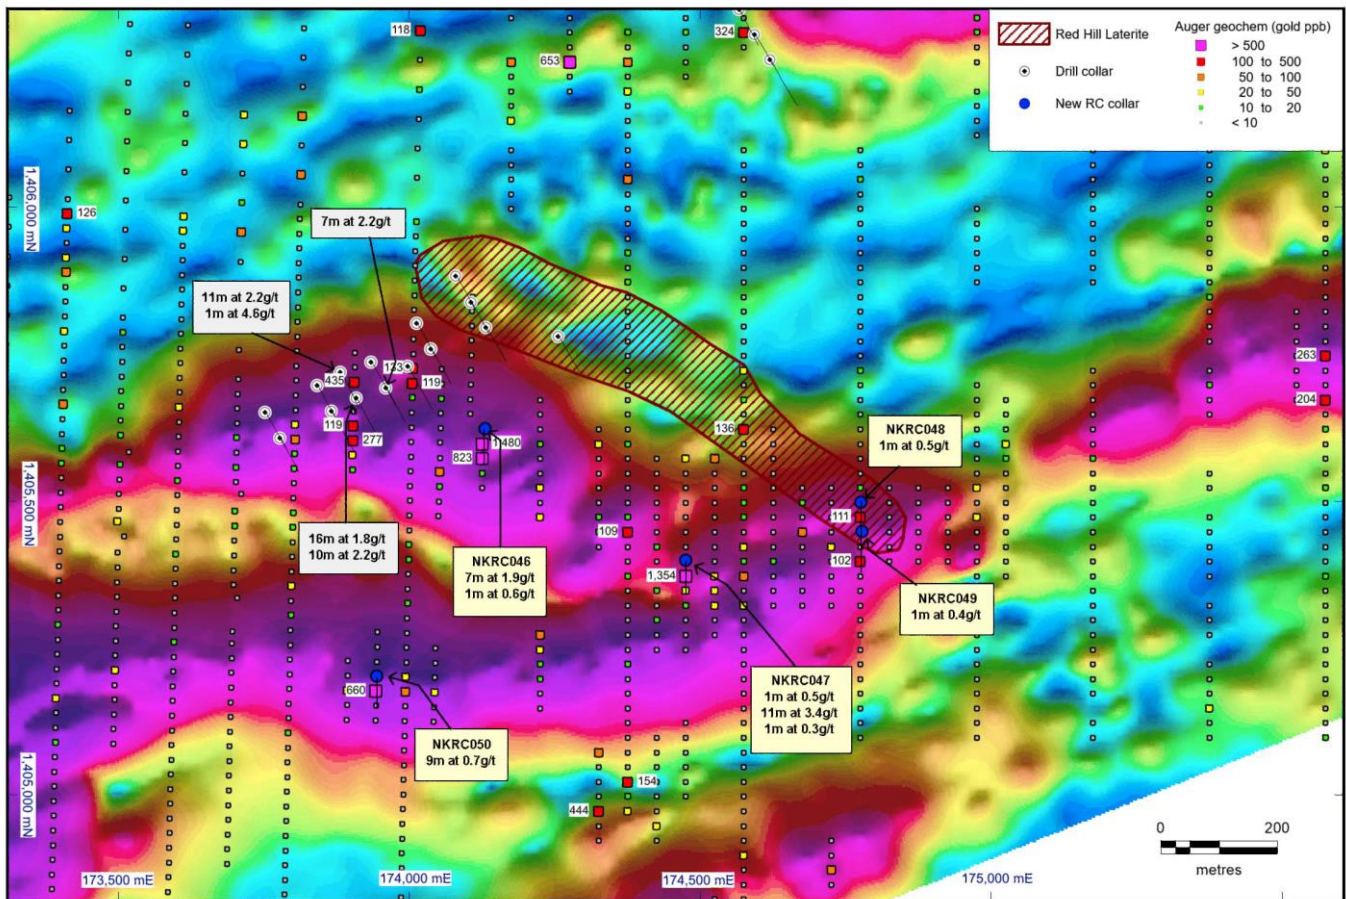 118
653
324
Red Hill Laterite
Drill collar
New RC collar
Auger geochem (gold ppb)
> 500
100 to 500
50 to 100
20 to 50
10 to 20
< 10
1,406,000 mN
126
7m at 2.2g/t
11m at 2.2g/t
1m at 4.6g/t
435
133
119
119
277
263
204
136
1,480
823
NKRC048
1m at 0.5g/t
1,405,500 mN
16m at 1.8g/t
10m at 2.2g/t
109
111
102
NKRC046
7m at 1.9g/t
1m at 0.6g/t
1,354
NKRC049
1m at 0.4g/t
660
NKRC047
1m at 0.5g/t
11m at 3.4g/t
1m at 0.3g/t
NKRC050
9m at 0.7g/t
1,405,000 mN
154
444
0 200
metres
173,500 mE
174,000 mE
174,500 mE
175,000 mE